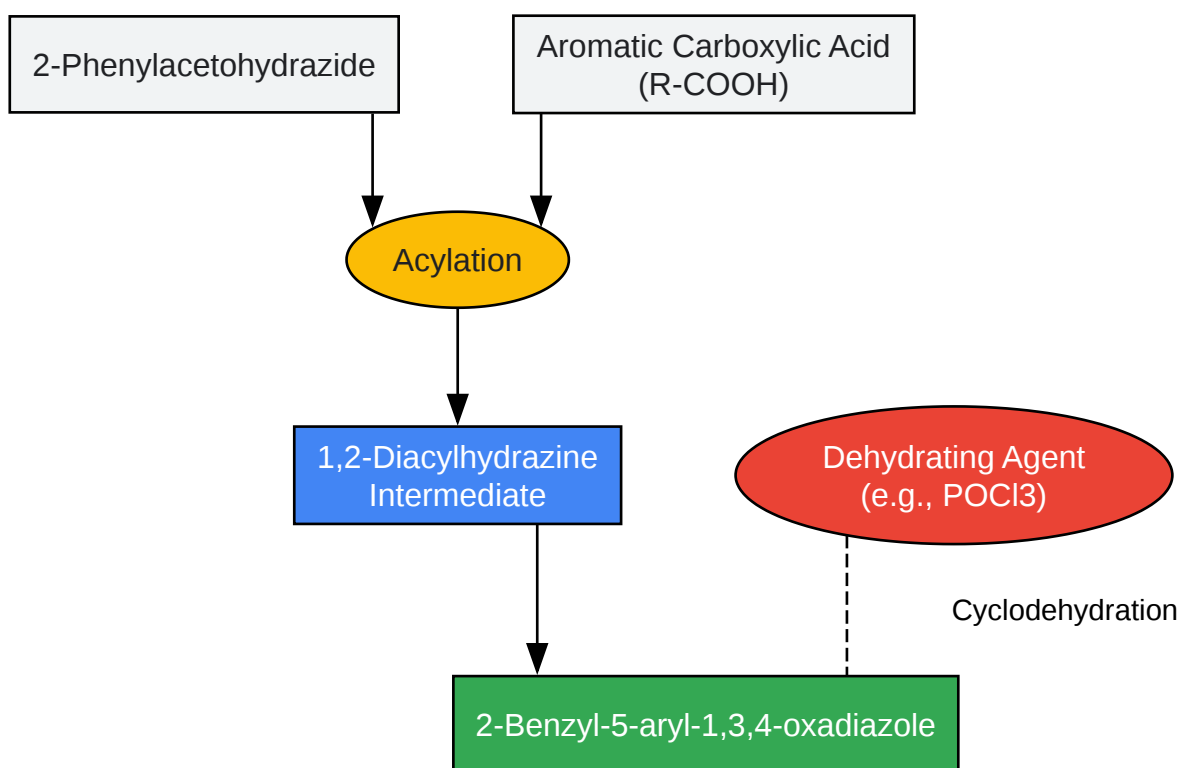 2-Phenylacetohydrazide
Aromatic Carboxylic Acid
(R-COOH)
Acylation
1,2-Diacylhydrazine
Intermediate
Dehydrating Agent
(e.g., POCl3)
Cyclodehydration
2-Benzyl-5-aryl-1,3,4-oxadiazole